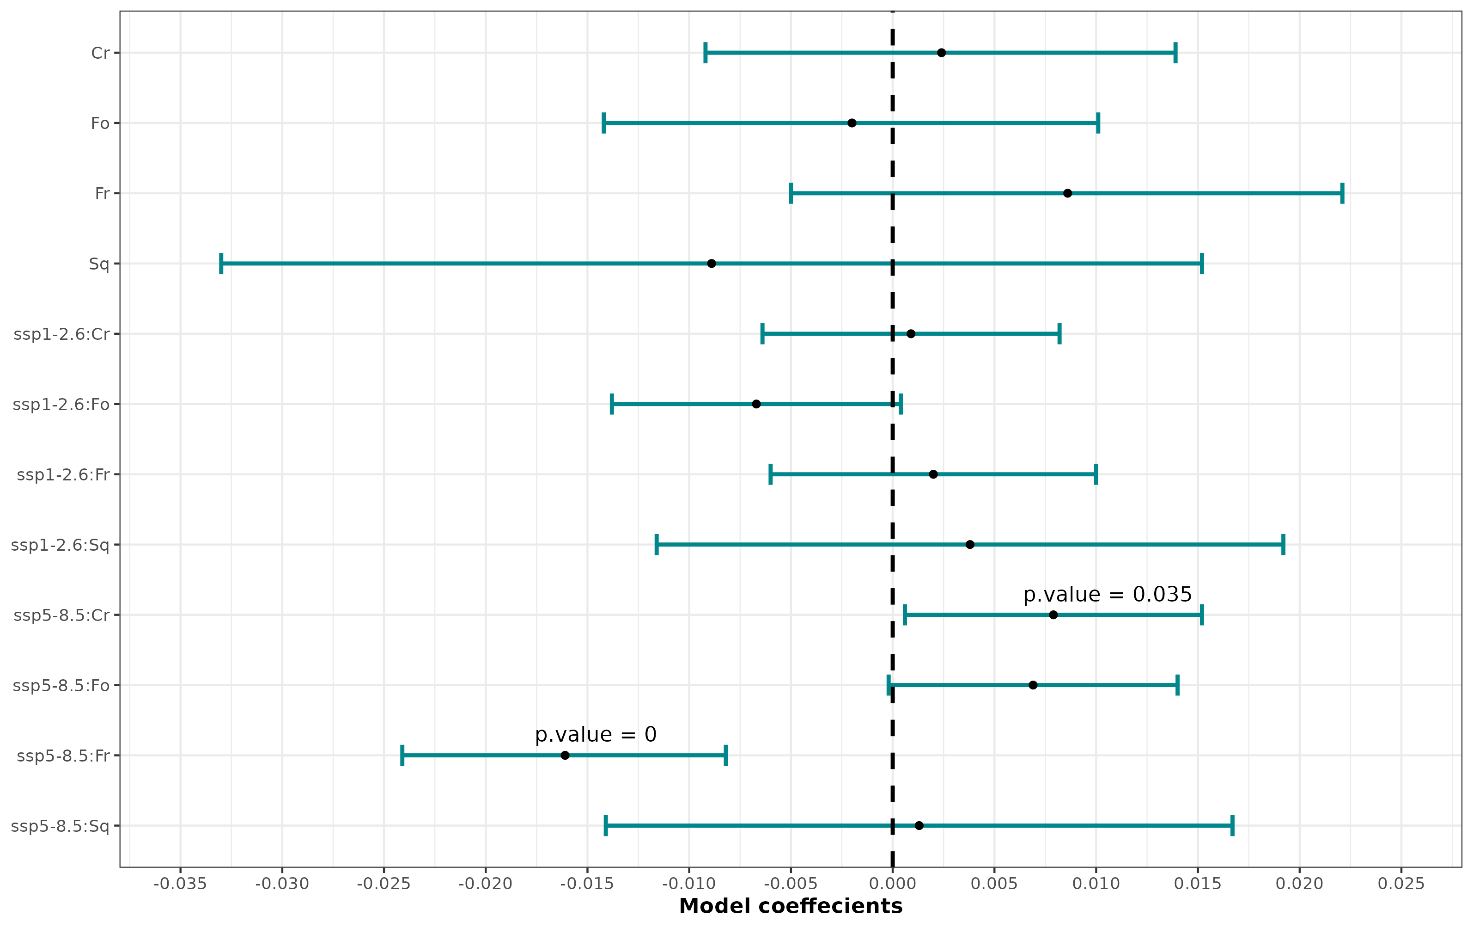 Cr
Fo
Fr
Sq
ssp1-2.6:Cr
ssp1-2.6:Fo
ssp1-2.6:Fr
ssp1-2.6:Sq
p.value = 0.035
ssp5-8.5:Cr
ssp5-8.5:Fo
p.value = 0
ssp5-8.5:Fr
ssp5-8.5:Sq
-0.035 -0.030 -0.025 -0.020 -0.015 -0.010 -0.005 0.000 0.005 0.010 0.015 0.020 0.025
Model coeffecients